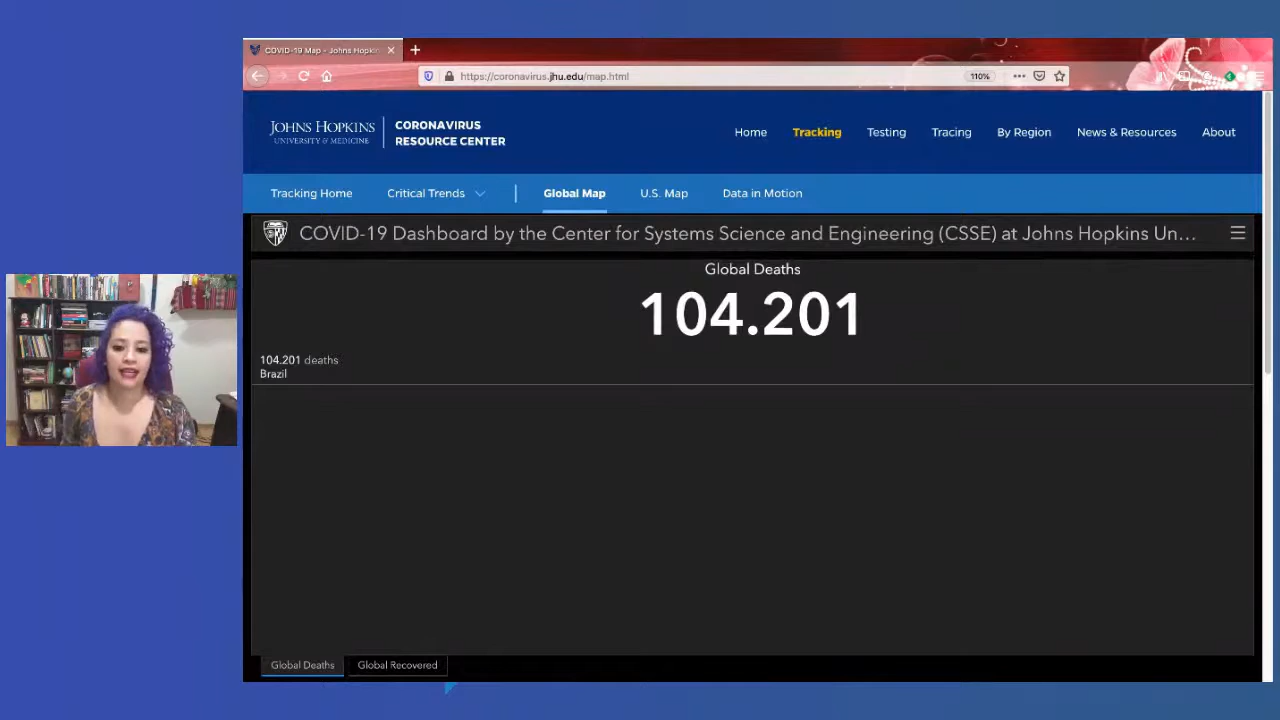 COVID-19 Map - Johns Hopkin
https://coronavirus.jhu.edu/map.html
110%
JOHNS HOPKINS
UNIVERSITY & MEDICINE
CORONAVIRUS
RESOURCE CENTER
Home
Tracking
Testing
Tracing
By Region
News & Resources
About
Tracking Home
Critical Trends
Global Map
U.S. Map
Data in Motion
COVID-19 Dashboard by the Center for Systems Science and Engineering (CSSE) at Johns Hopkins Un...
Global Deaths
104.201
104.201 deaths
Brazil
Global Deaths
Global Recovered